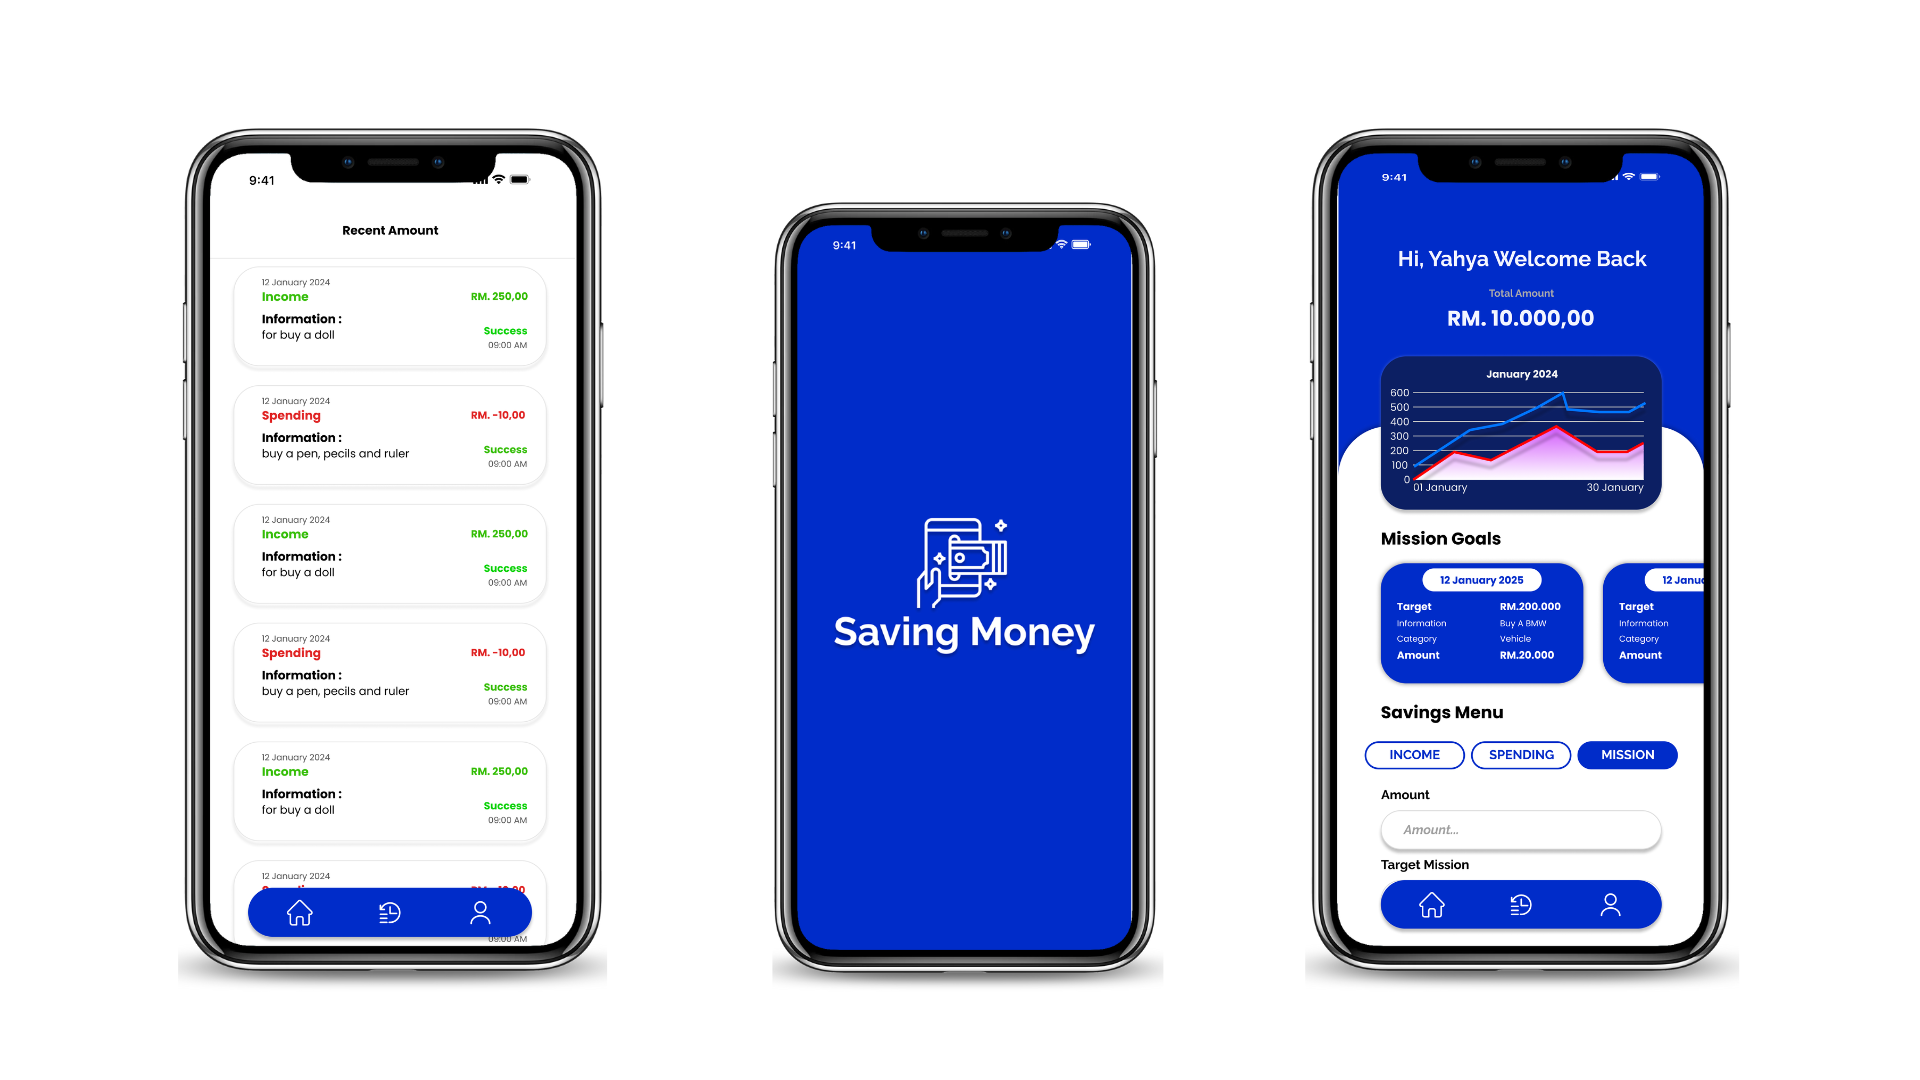 9:41
Recent Amount
12 January 2024
Income RM. 250,00
Information :
for buy a doll
Success
09:00 AM
12 January 2024
Spending RM. -10,00
Information :
buy a pen, pecils and ruler
Success
09:00 AM
12 January 2024
Income RM. 250,00
Information :
for buy a doll
Success
09:00 AM
12 January 2024
Spending RM. -10,00
Information :
buy a pen, pecils and ruler
Success
09:00 AM
12 January 2024
Income RM. 250,00
Information :
for buy a doll
Success
09:00 AM
12 January 2024
09:00 AM
9:41
Saving Money
9:41
Hi, Yahya Welcome Back
Total Amount
RM. 10.000,00
January 2024
600
500
400
300
200
100
0
01 January 30 January
Mission Goals
12 January 2025
Target RM.200.000
Information Buy A BMW
Category Vehicle
Amount RM.20.000
12 Janua
Target
Information
Category
Amount
Savings Menu
INCOME SPENDING MISSION
Amount
Amount...
Target Mission